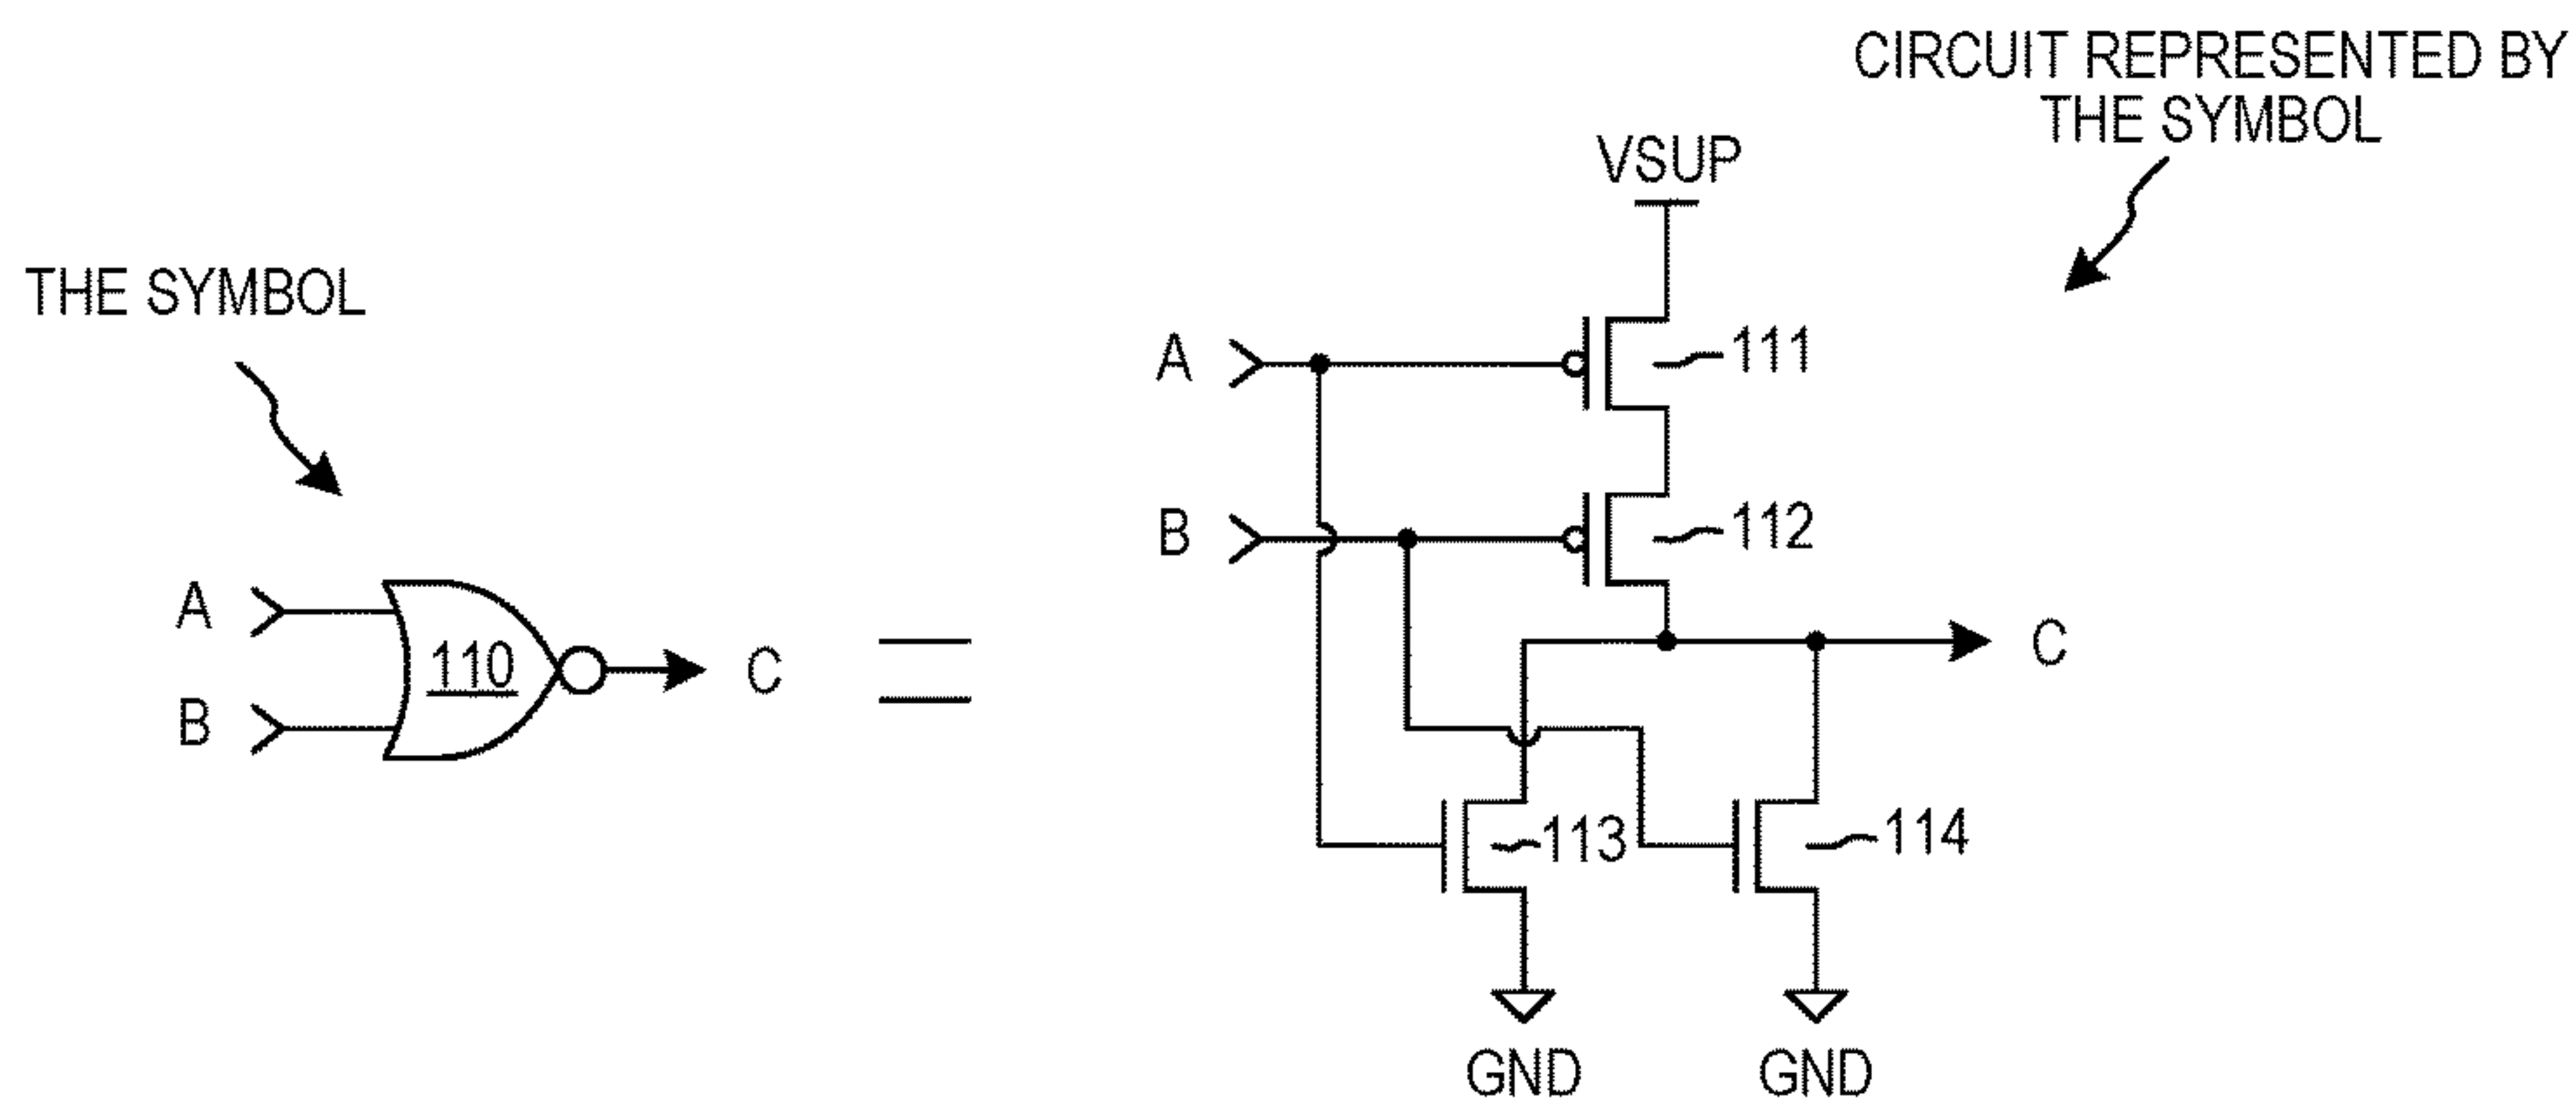 CIRCUIT REPRESENTED BY
THE SYMBOL
VSUP
THE SYMBOL
A
111
B
112
A
110
C
B
C
113
114
GND
GND